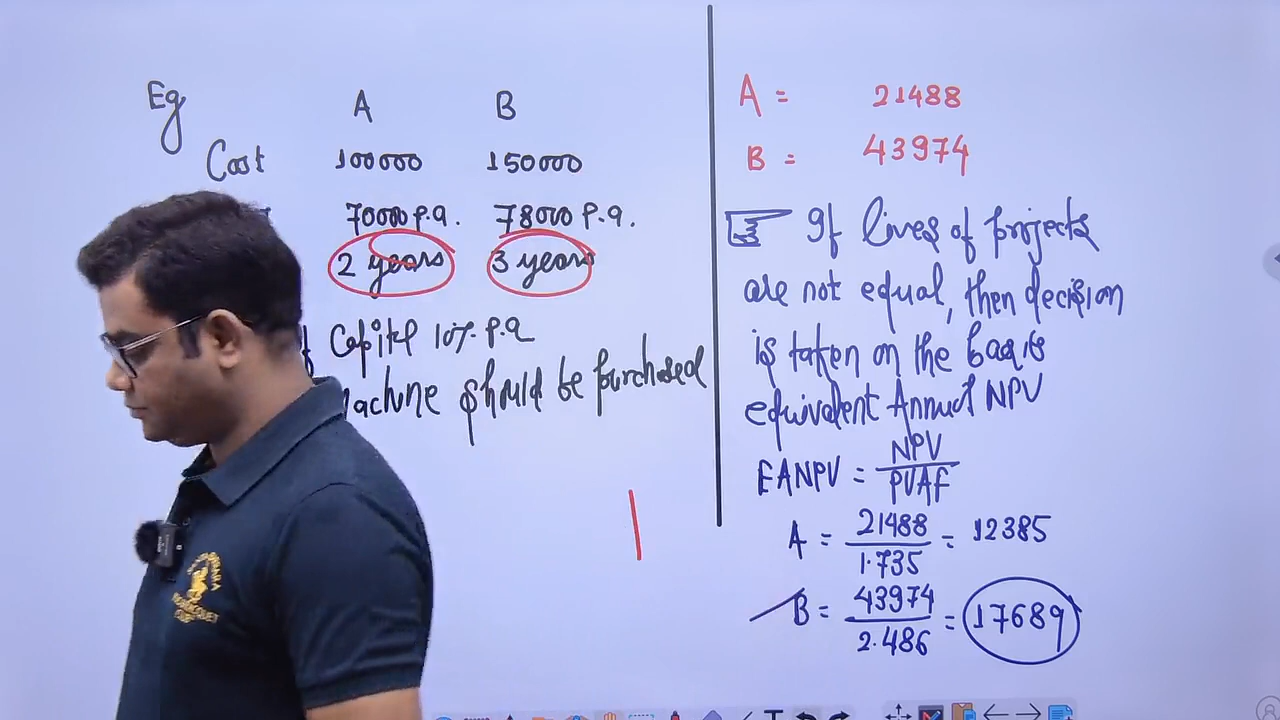 Eg
A B
Cost 100000 150000
70000 P.a. 78000 P.a.
2 years 3 years
Capital 10% P.a
Machine should be purchased
A = 21488
B = 43974
If lives of projects
are not equal, then decision
is taken on the basis
equivalent Annual NPV
EANPV = NPV / PVAF
A = 21488 / 1.735 = 12385
B = 43974 / 2.486 = 17689